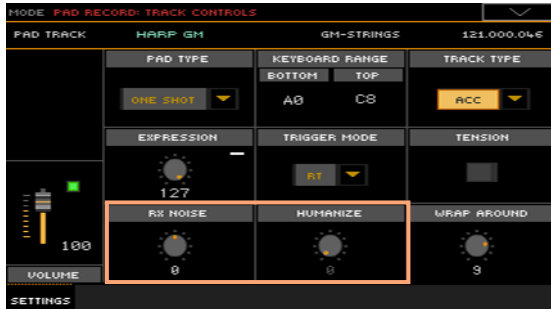 MODE PAD RECORD: TRACK CONTROLS
PAD TRACK HARP GM GM-STRINGS 121.000.046
PAD TYPE KEYBOARD RANGE TRACK TYPE
BOTTOM TOP
ONE SHOT A0 C8 ACC
EXPRESSION TRIGGER MODE TENSION
RT
127
RX NOISE HUMANIZE WRAP AROUND
100
VOLUME 0 0 9
SETTINGS